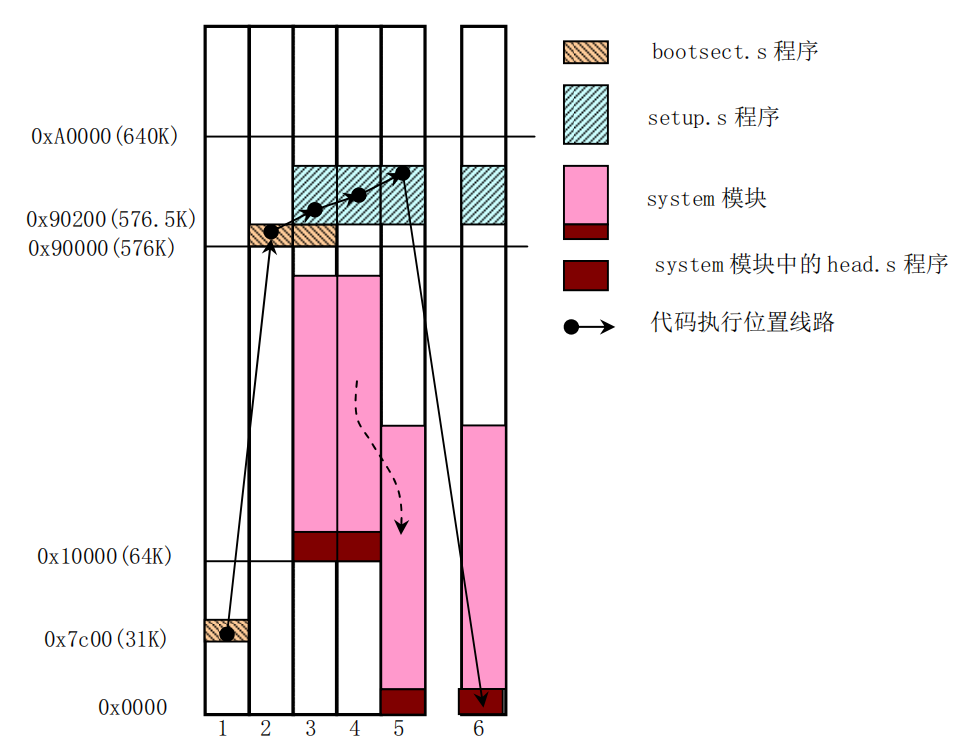 0xA0000(640K)
0x90200(576.5K)
0x90000(576K)
0x10000(64K)
0x7c00(31K)
0x0000
1 2 3 4 5 6
bootsect.s 程序
setup.s 程序
system 模块
system 模块中的 head.s 程序
代码执行位置线路